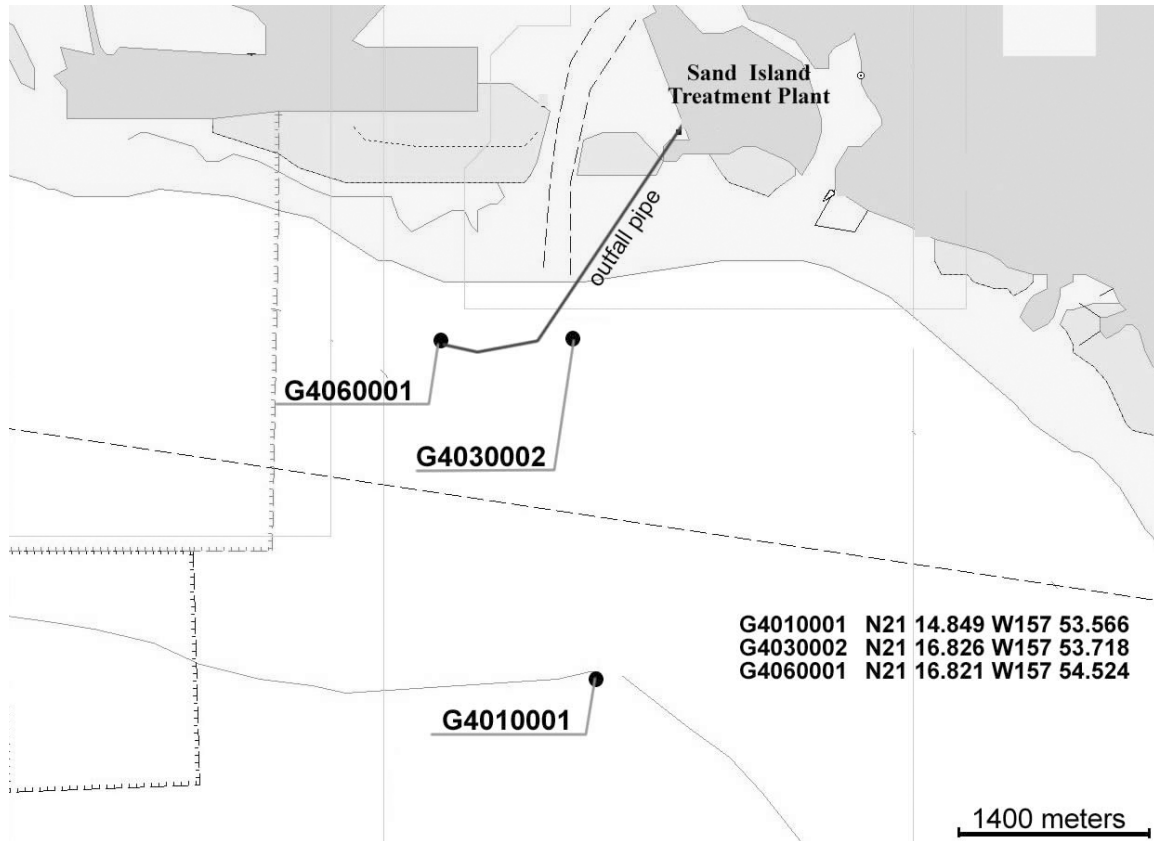 Sand Island
Treatment Plant
outfall pipe
G4060001
G4030002
G4010001 N21 14.849 W157 53.566
G4030002 N21 16.826 W157 53.718
G4060001 N21 16.821 W157 54.524
G4010001
1400 meters